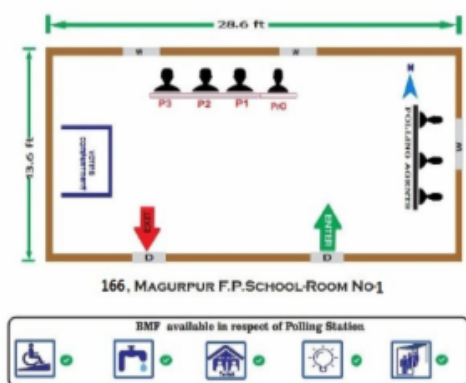 28.6 ft
W
W
P3
P2
P1
PrO
N
13.6 ft
VOTING
COMPARTMENT
POLLING AGENTS
W
EXIT
ENTER
D
D
166, MAGURPUR F.P.SCHOOL-ROOM NO-1
BMF available in respect of Polling Station